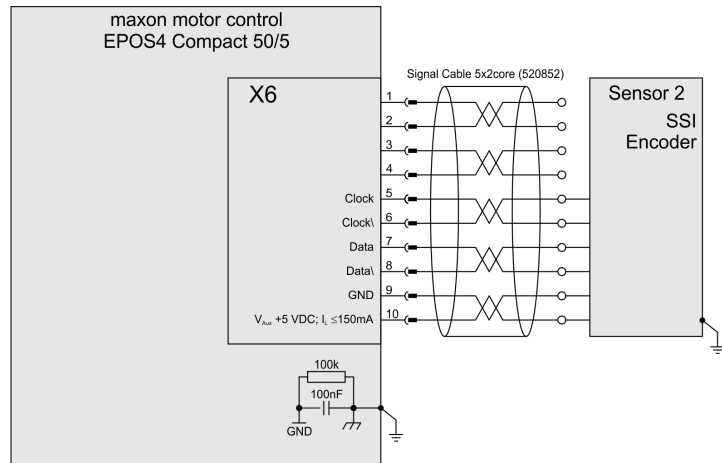 maxon motor control
EPOS4 Compact 50/5
Signal Cable 5x2core (520852)
X6
Sensor 2
SSI
Encoder
1
2
3
4
Clock 5
Clock\ 6
Data 7
Data\ 8
GND 9
V_Aux +5 VDC; I_L ≤150mA 10
100k
100nF
GND